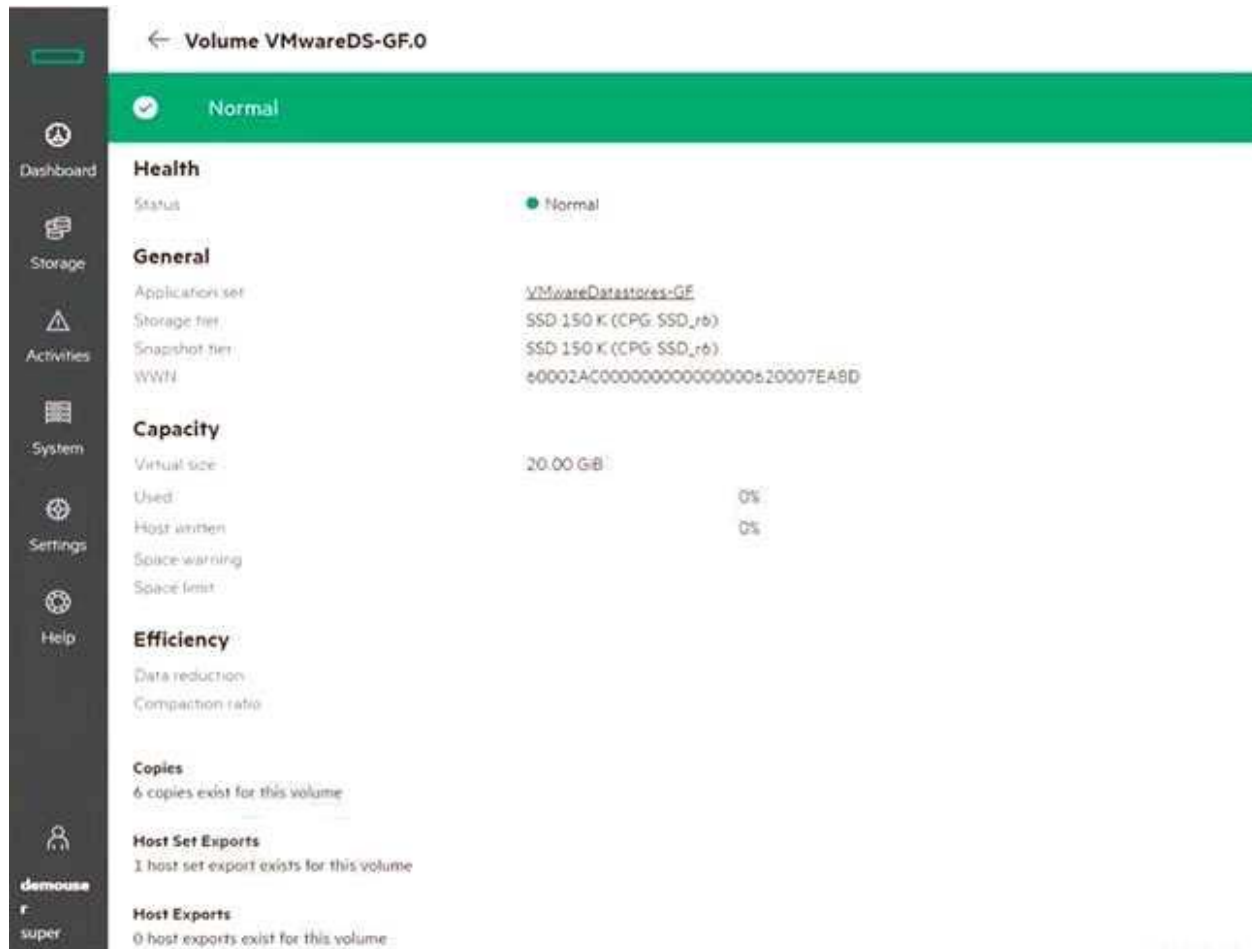 ← Volume VMwareDS-GF.0
Normal
Dashboard
Storage
Activities
System
Settings
Help
demouse
r
super
Health
Status Normal
General
Application set VMwareDatastores-GF
Storage tier SSD 150 K (CPG: SSD_r6)
Snapshot tier SSD 150 K (CPG: SSD_r6)
WWN
Capacity
Virtual size 20.00 GiB
Used 0%
Host written 0%
Space warning
Space limit
Efficiency
Data reduction
Compaction ratio
Copies
6 copies exist for this volume
Host Set Exports
1 host set export exists for this volume
Host Exports
0 host exports exist for this volume